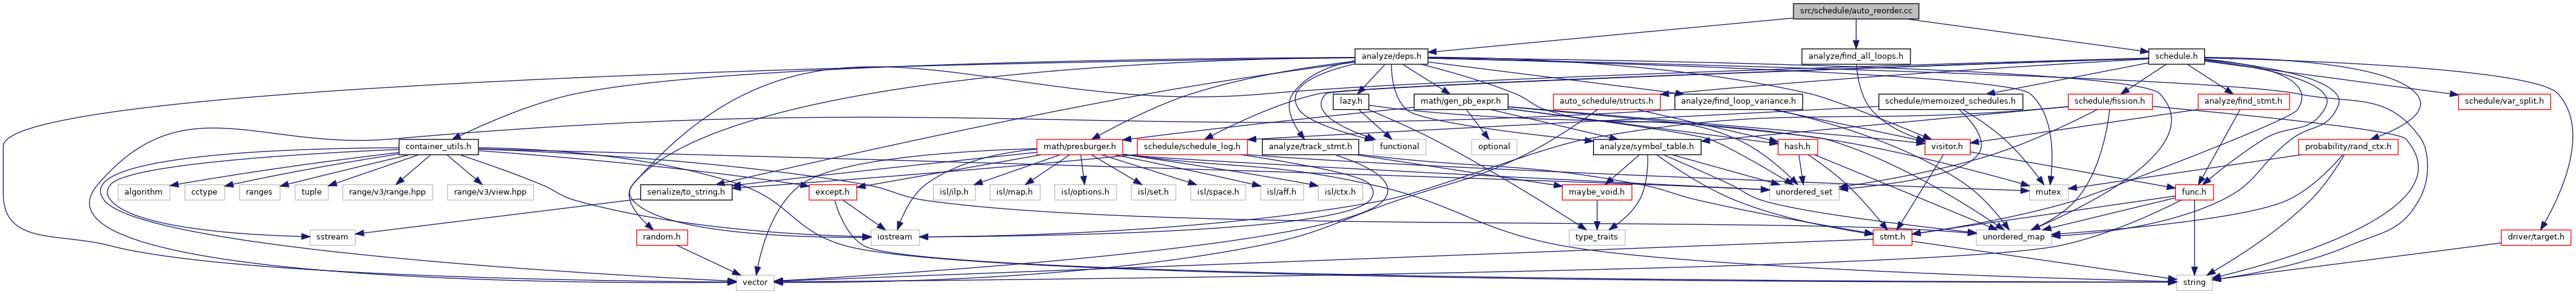 src/schedule/auto_reorder.cc
analyze/deps.h
analyze/find_all_loops.h
schedule.h
lazy.h
math/gen_pb_expr.h
auto_schedule/structs.h
analyze/find_loop_variance.h
schedule/memoized_schedules.h
schedule/fission.h
analyze/find_stmt.h
schedule/var_split.h
container_utils.h
math/presburger.h
schedule/schedule_log.h
analyze/track_stmt.h
functional
optional
analyze/symbol_table.h
hash.h
visitor.h
probability/rand_ctx.h
algorithm
cctype
ranges
tuple
range/v3/range.hpp
range/v3/view.hpp
serialize/to_string.h
except.h
isl/ilp.h
isl/map.h
isl/options.h
isl/set.h
isl/space.h
isl/aff.h
isl/ctx.h
maybe_void.h
unordered_set
mutex
func.h
sstream
random.h
iostream
type_traits
stmt.h
unordered_map
driver/target.h
vector
string